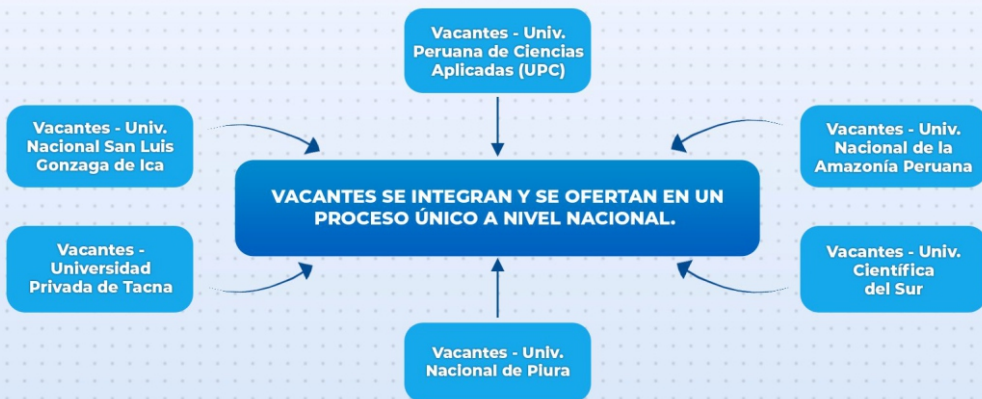 Vacantes - Univ.
Peruana de Ciencias
Aplicadas (UPC)
Vacantes - Univ.
Nacional San Luis
Gonzaga de Ica
Vacantes - Univ.
Nacional de la
Amazonía Peruana
VACANTES SE INTEGRAN Y SE OFERTAN EN UN
PROCESO ÚNICO A NIVEL NACIONAL.
Vacantes -
Universidad
Privada de Tacna
Vacantes - Univ.
Científica
del Sur
Vacantes - Univ.
Nacional de Piura